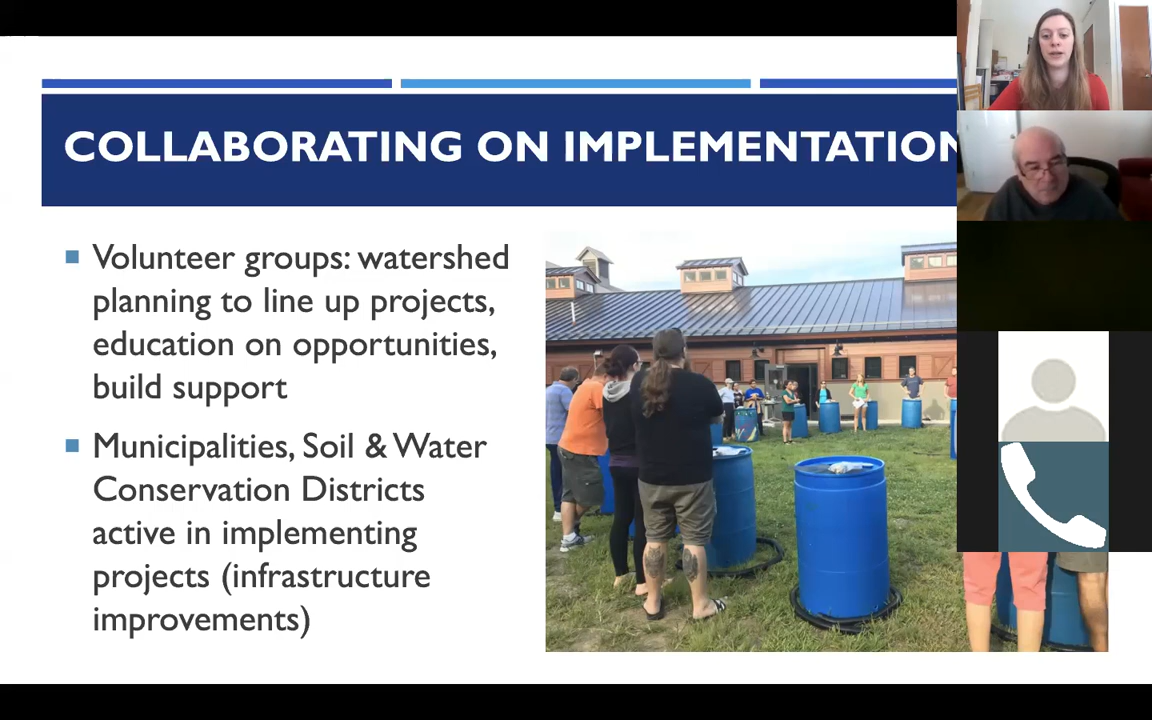 COLLABORATING ON IMPLEMENTATION
Volunteer groups: watershed
planning to line up projects,
education on opportunities,
build support
Municipalities, Soil & Water
Conservation Districts
active in implementing
projects (infrastructure
improvements)